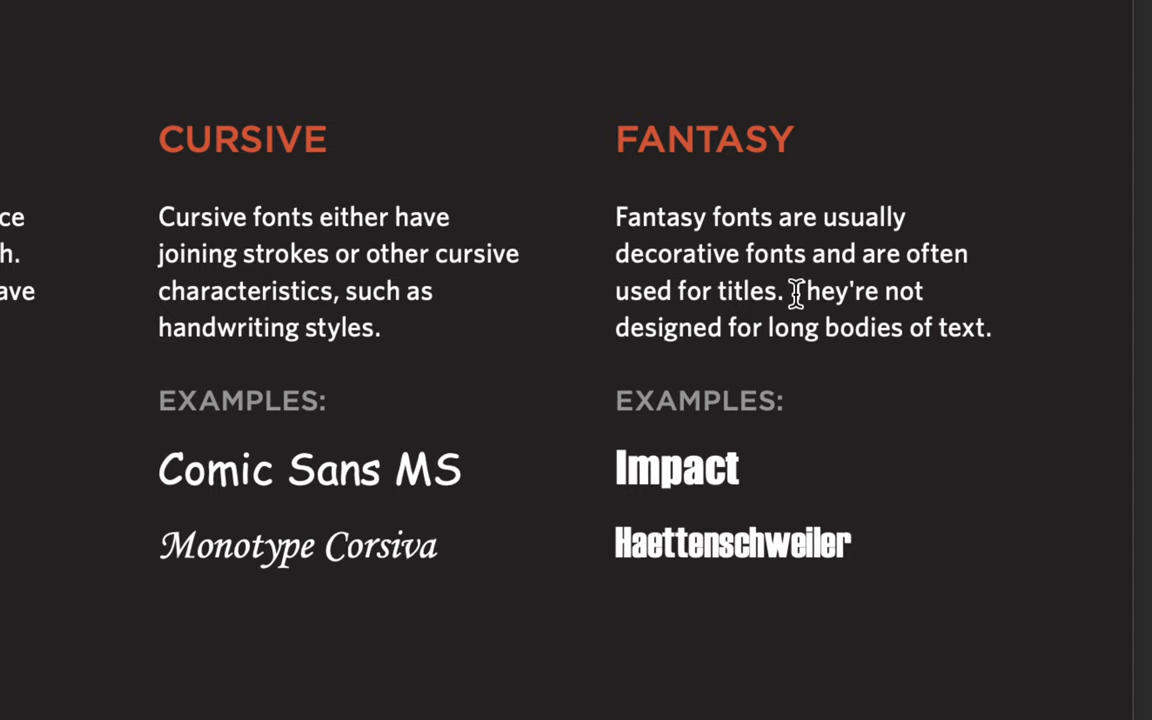 ce
h.
ave
CURSIVE
Cursive fonts either have
joining strokes or other cursive
characteristics, such as
handwriting styles.
EXAMPLES:
Comic Sans MS
Monotype Corsiva
FANTASY
Fantasy fonts are usually
decorative fonts and are often
used for titles. They're not
designed for long bodies of text.
EXAMPLES:
Impact
Haettenschweiler